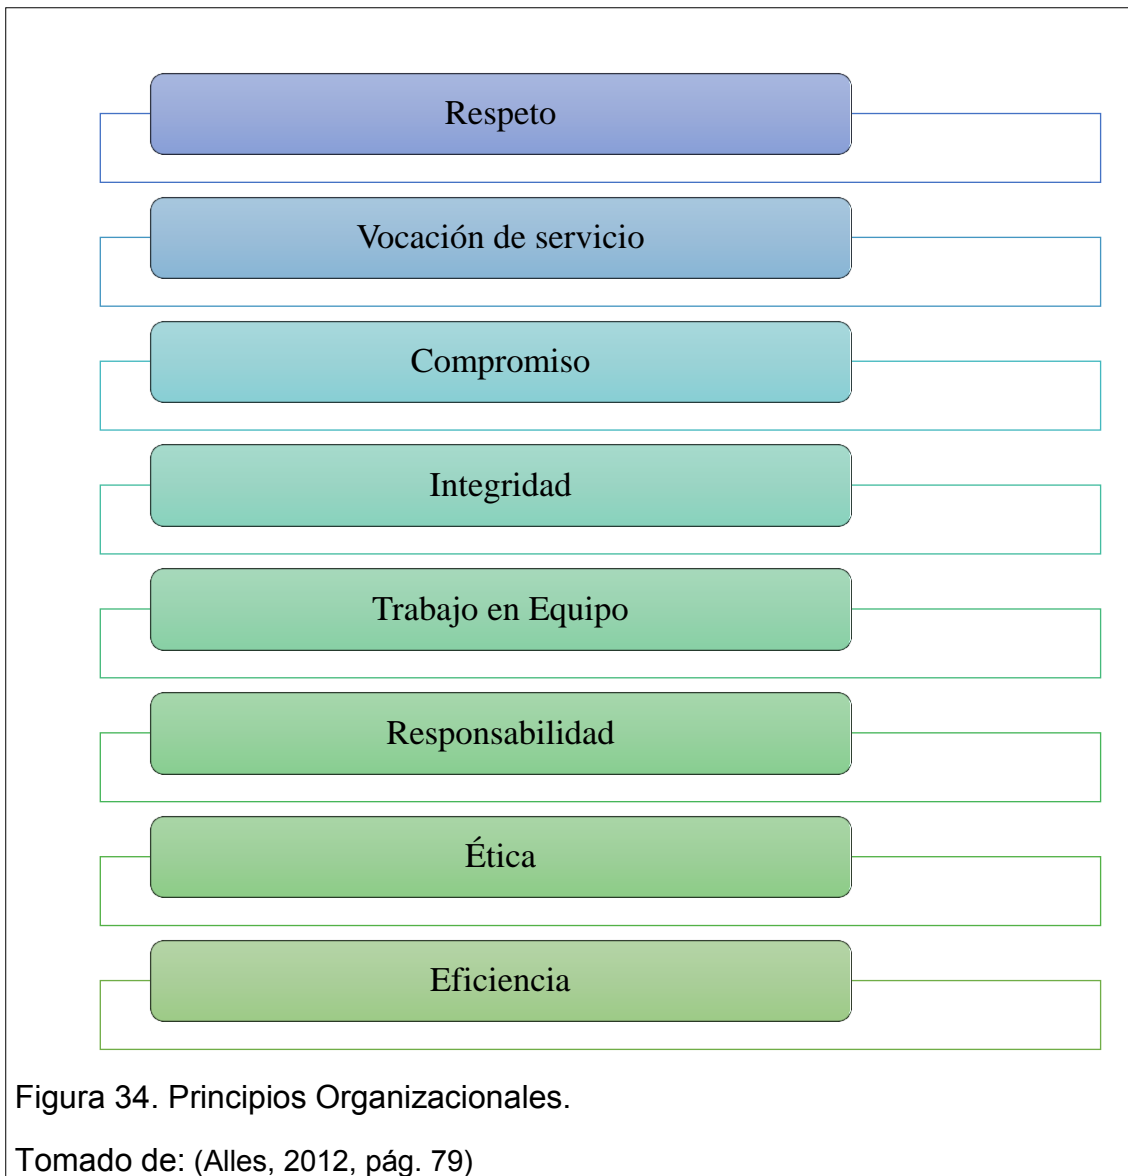 Respeto
Vocación de servicio
Compromiso
Integridad
Trabajo en Equipo
Responsabilidad
Ética
Eficiencia
Figura 34. Principios Organizacionales.
Tomado de: (Alles, 2012, pág. 79)